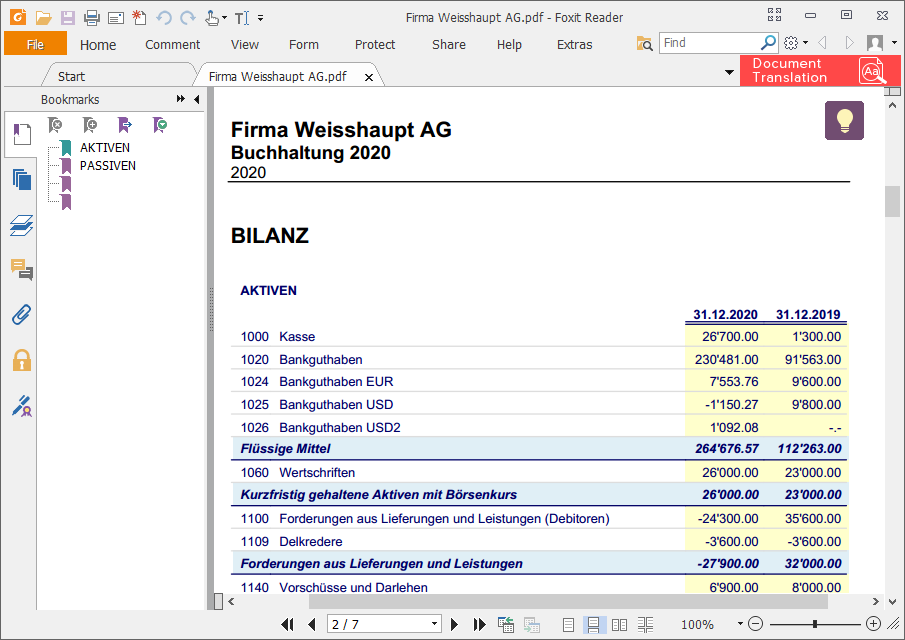 Firma Weisshaupt AG.pdf - Foxit Reader
File Home Comment View Form Protect Share Help Extras Find
Start Firma Weisshaupt AG.pdf
Document
Translation
Bookmarks
AKTIVEN
PASSIVEN
Firma Weisshaupt AG
Buchhaltung 2020
2020
BILANZ
AKTIVEN
31.12.2020 31.12.2019
1000 Kasse 26'700.00 1'300.00
1020 Bankguthaben 230'481.00 91'563.00
1024 Bankguthaben EUR 7'553.76 9'600.00
1025 Bankguthaben USD -1'150.27 9'800.00
1026 Bankguthaben USD2 1'092.08 -.-
Flüssige Mittel 264'676.57 112'263.00
1060 Wertschriften 26'000.00 23'000.00
Kurzfristig gehaltene Aktiven mit Börsenkurs 26'000.00 23'000.00
1100 Forderungen aus Lieferungen und Leistungen (Debitoren) -24'300.00 35'600.00
1109 Delkredere -3'600.00 -3'600.00
Forderungen aus Lieferungen und Leistungen -27'900.00 32'000.00
1140 Vorschüsse und Darlehen 6'900.00 8'000.00
2 / 7 100%